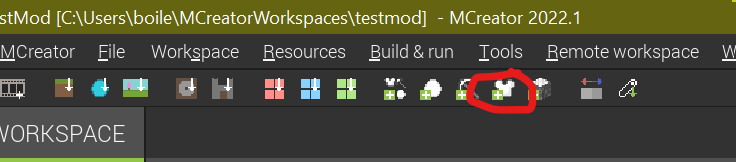 stMod [C:\Users\boile\MCreatorWorkspaces\testmod] - MCreator 2022.1
MCreator File Workspace Resources Build & run Tools Remote workspace W
WORKSPACE